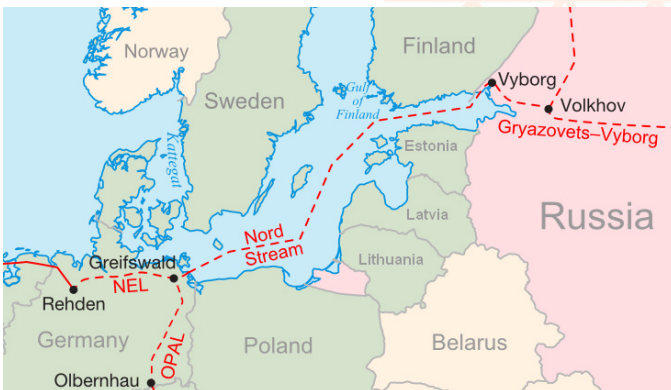 Norway
Finland
Sweden
Vyborg
Gulf
of
Finland
Volkhov
Gryazovets–Vyborg
Kattegat
Estonia
Latvia
Russia
Nord
Stream
Lithuania
Greifswald
NEL
Rehden
Germany
OPAL
Poland
Belarus
Olbernhau